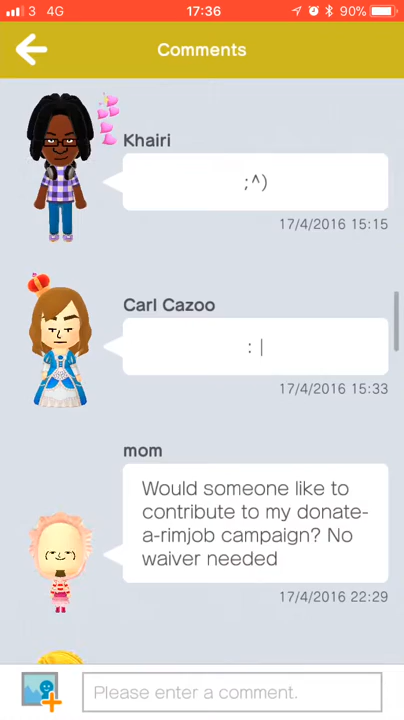 3 4G 17:36 90%
Comments
Khairi
;^)
17/4/2016 15:15
Carl Cazoo
: |
17/4/2016 15:33
mom
Would someone like to
contribute to my donate-
a-rimjob campaign? No
waiver needed
17/4/2016 22:29
Please enter a comment.